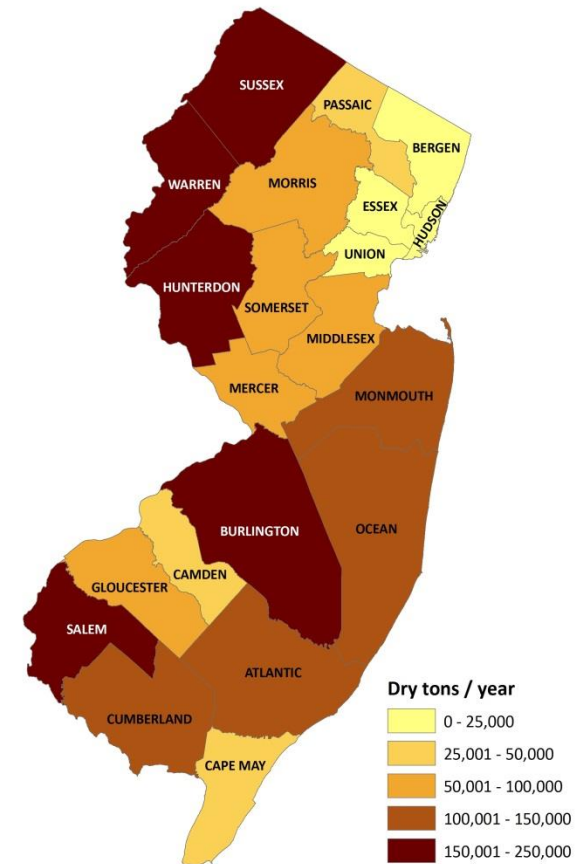 SUSSEX
PASSAIC
BERGEN
WARREN
MORRIS
ESSEX
HUDSON
UNION
HUNTERDON
SOMERSET
MIDDLESEX
MERCER
MONMOUTH
OCEAN
BURLINGTON
CAMDEN
GLOUCESTER
SALEM
ATLANTIC
CUMBERLAND
CAPE MAY
Dry tons / year
0 - 25,000
25,001 - 50,000
50,001 - 100,000
100,001 - 150,000
150,001 - 250,000